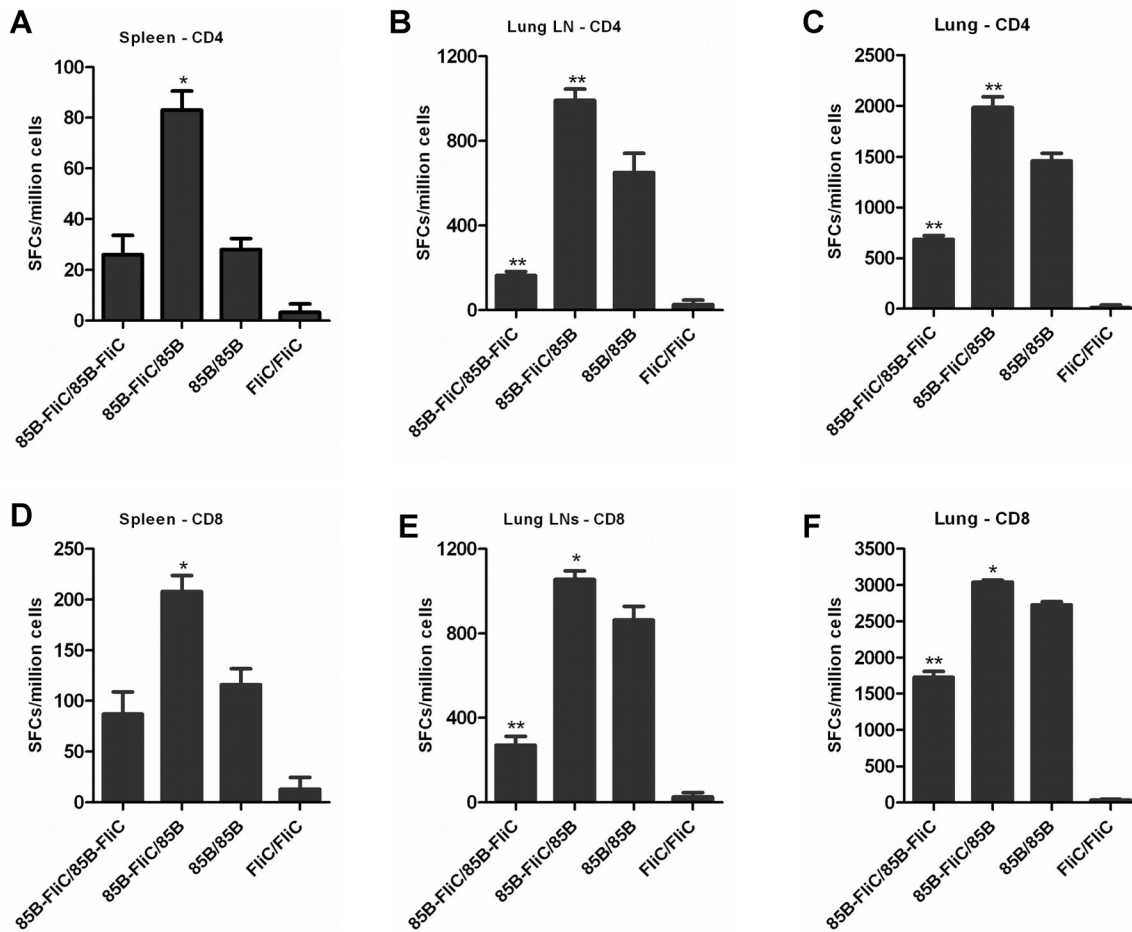 A
Spleen - CD4
SFCs/million cells
100
80
60
40
20
0
*
85B-FliC/85B-FliC
85B-FliC/85B
85B/85B
FliC/FliC
B
Lung LN - CD4
SFCs/million cells
1200
800
400
0
**
**
85B-FliC/85B-FliC
85B-FliC/85B
85B/85B
FliC/FliC
C
Lung - CD4
SFCs/million cells
2500
2000
1500
1000
500
0
**
**
85B-FliC/85B-FliC
85B-FliC/85B
85B/85B
FliC/FliC
D
Spleen - CD8
SFCs/million cells
250
200
150
100
50
0
*
85B-FliC/85B-FliC
85B-FliC/85B
85B/85B
FliC/FliC
E
Lung LNs - CD8
SFCs/million cells
1200
800
400
0
**
*
85B-FliC/85B-FliC
85B-FliC/85B
85B/85B
FliC/FliC
F
Lung - CD8
SFCs/million cells
3500
3000
2500
2000
1500
1000
500
0
**
*
85B-FliC/85B-FliC
85B-FliC/85B
85B/85B
FliC/FliC